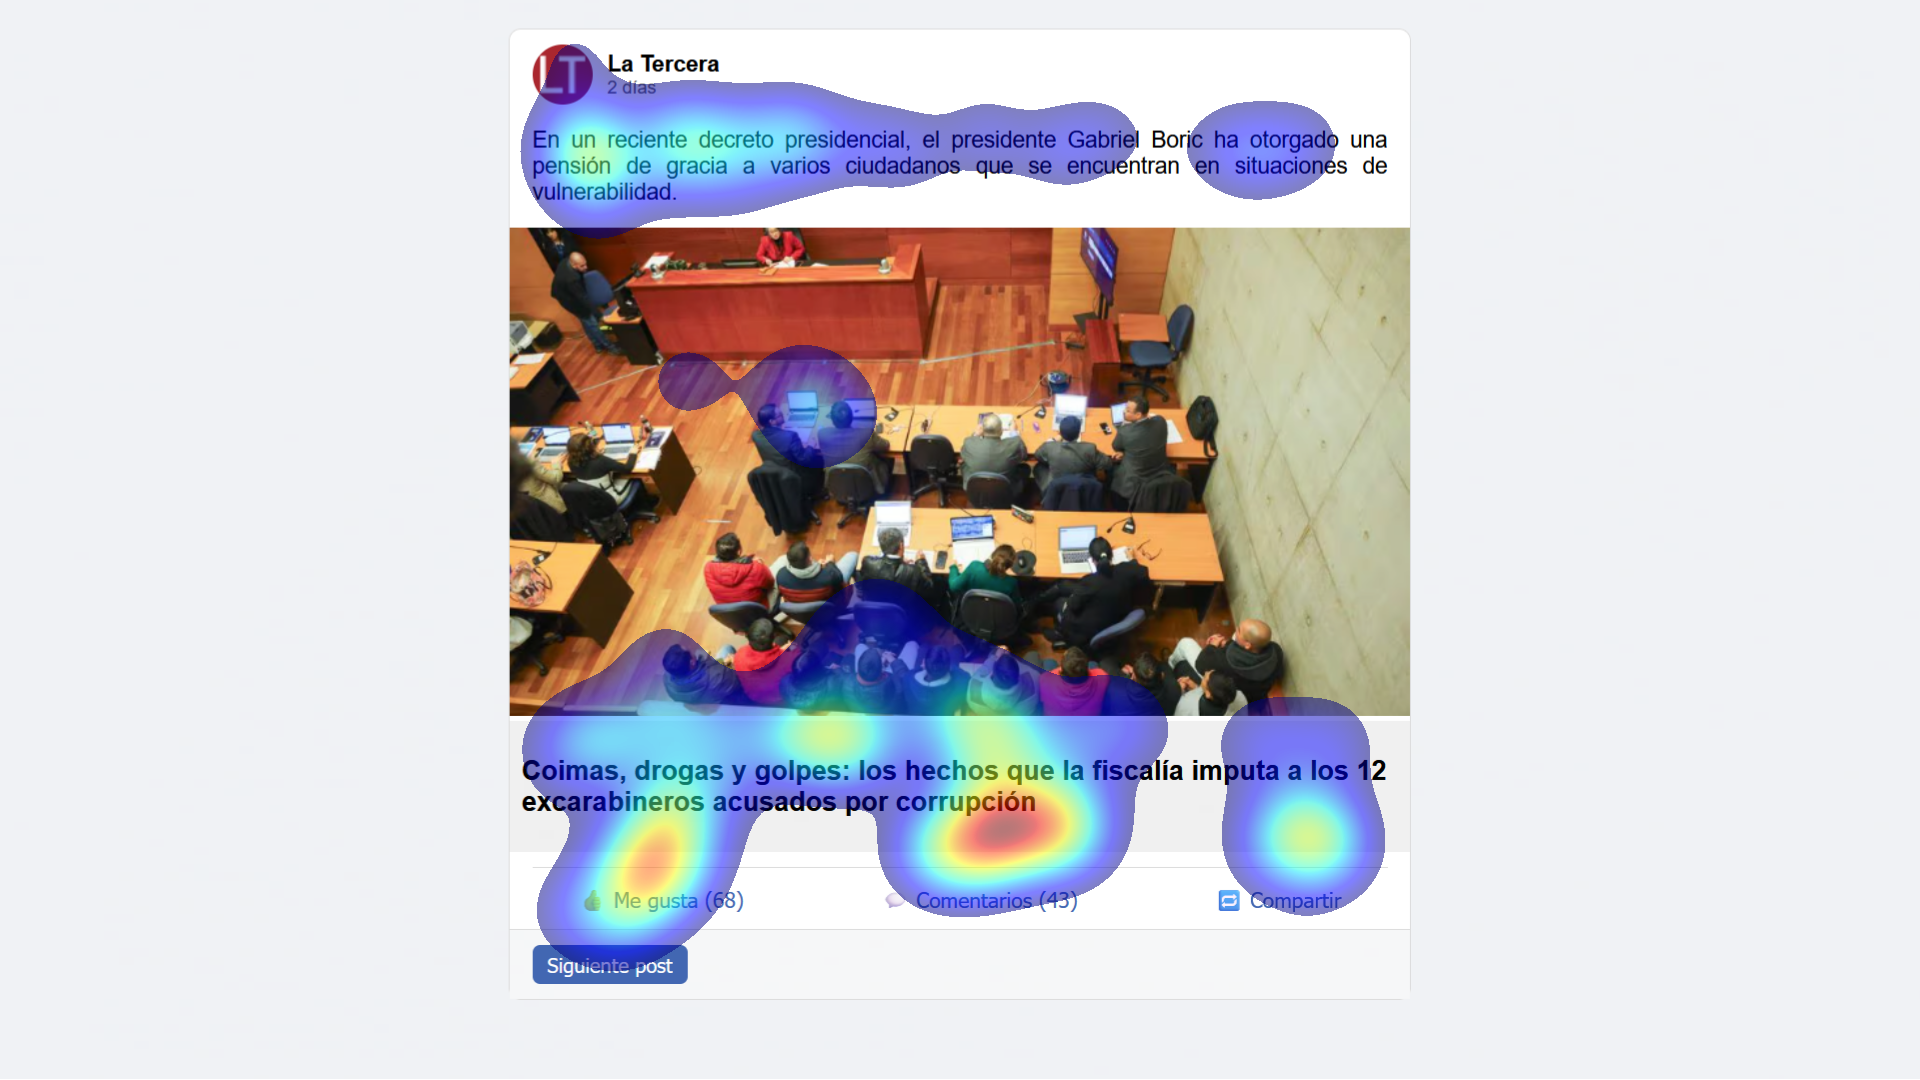 LT
La Tercera
2 días
En un reciente decreto presidencial, el presidente Gabriel Boric ha otorgado una
pensión de gracia a varios ciudadanos que se encuentran en situaciones de
vulnerabilidad.
Coimas, drogas y golpes: los hechos que la fiscalía imputa a los 12
excarabineros acusados por corrupción
Me gusta (68)
Comentarios (43)
Compartir
Siguiente post